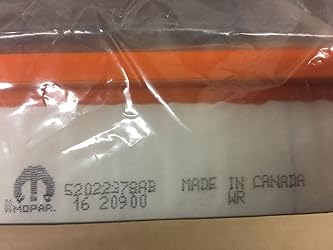 52022378AB MADE IN CANADA
MOPAR. 16 20900 WR